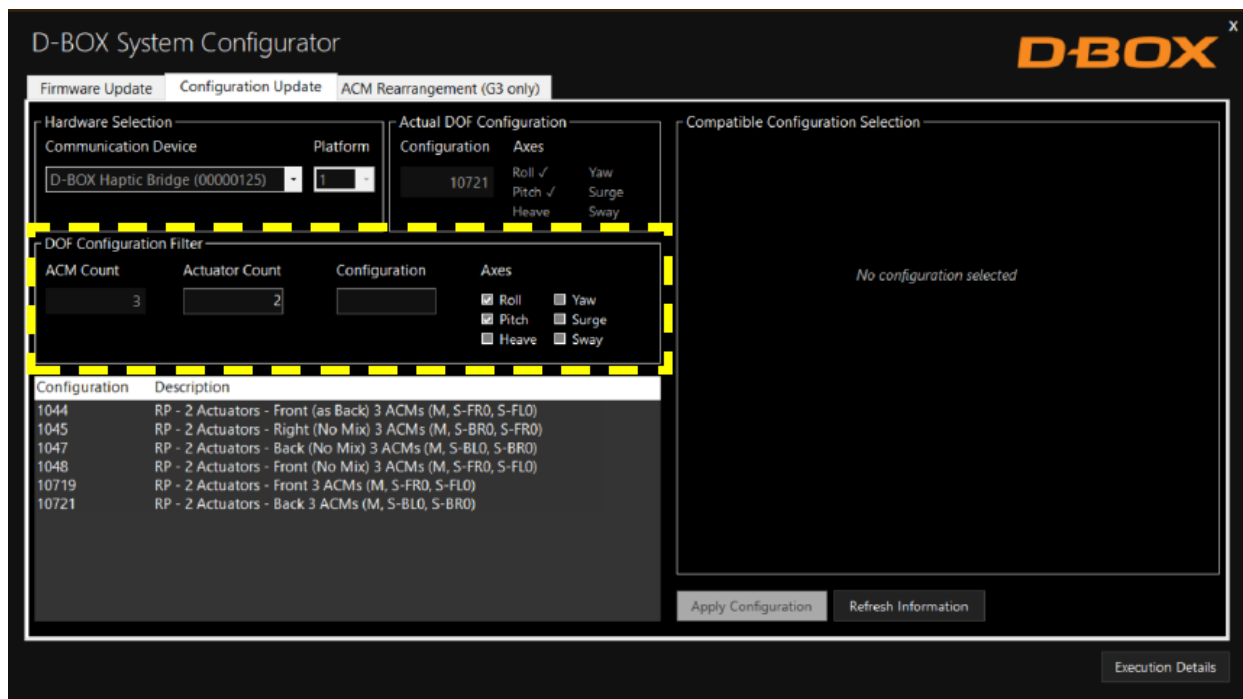 D-BOX System Configurator
D-BOX
x
Firmware Update
Configuration Update
ACM Rearrangement (G3 only)
Hardware Selection
Communication Device
Platform
D-BOX Haptic Bridge (00000125)
1
Actual DOF Configuration
Configuration
Axes
10721
Roll ✓
Yaw
Pitch ✓
Surge
Heave
Sway
DOF Configuration Filter
ACM Count
Actuator Count
Configuration
Axes
3
2
Roll
Yaw
Pitch
Surge
Heave
Sway
Configuration Description
1044 RP - 2 Actuators - Front (as Back) 3 ACMs (M, S-FR0, S-FL0)
1045 RP - 2 Actuators - Right (No Mix) 3 ACMs (M, S-BR0, S-FR0)
1047 RP - 2 Actuators - Back (No Mix) 3 ACMs (M, S-BL0, S-BR0)
1048 RP - 2 Actuators - Front (No Mix) 3 ACMs (M, S-FR0, S-FL0)
10719 RP - 2 Actuators - Front 3 ACMs (M, S-FR0, S-FL0)
10721 RP - 2 Actuators - Back 3 ACMs (M, S-BL0, S-BR0)
Compatible Configuration Selection
No configuration selected
Apply Configuration
Refresh Information
Execution Details